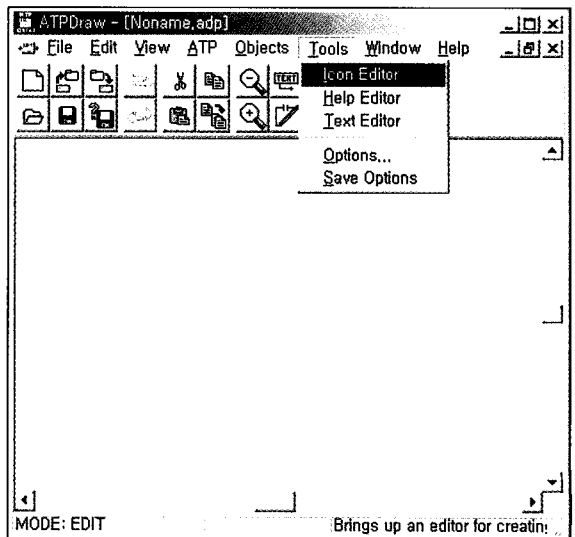 ATPDraw - [Noname.adp]
File Edit View ATP Objects Tools Window Help
TEXT
Icon Editor
Help Editor
Text Editor
Options...
Save Options
MODE: EDIT
Brings up an editor for creatin